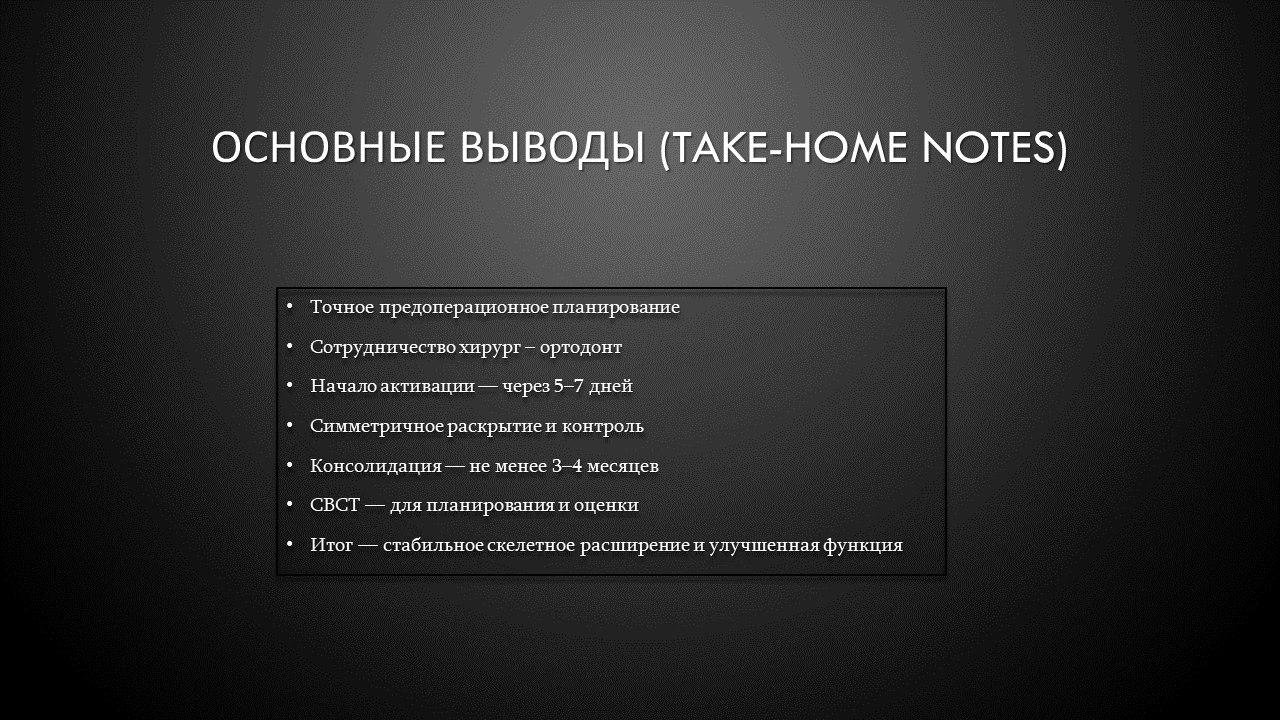 ОСНОВНЫЕ ВЫВОДЫ (TAKE-HOME NOTES)
• Точное предоперационное планирование
• Сотрудничество хирург – ортодонт
• Начало активации — через 5–7 дней
• Симметричное раскрытие и контроль
• Консолидация — не менее 3–4 месяцев
• CBCT — для планирования и оценки
• Итог — стабильное скелетное расширение и улучшенная функция